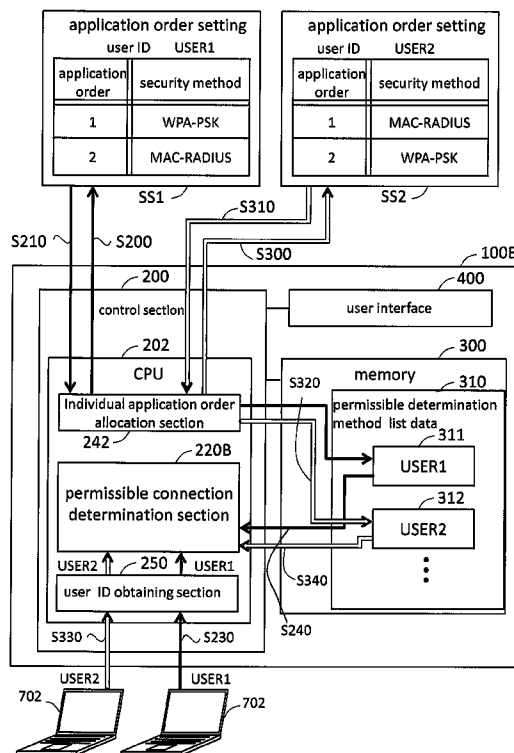 application order setting
user ID USER1
application order
security method
1 WPA-PSK
2 MAC-RADIUS
SS1
application order setting
user ID USER2
application order
security method
1 MAC-RADIUS
2 WPA-PSK
SS2
S210
S200
S310
S300
100B
200
control section
400
user interface
202
CPU
300
memory
310
S320
Individual application order
allocation section
242
permissible determination
method list data
311
USER1
220B
permissible connection
determination section
312
USER2
USER2
250
USER1
user ID obtaining section
S340
S240
S330
S230
USER2
USER1
702
702